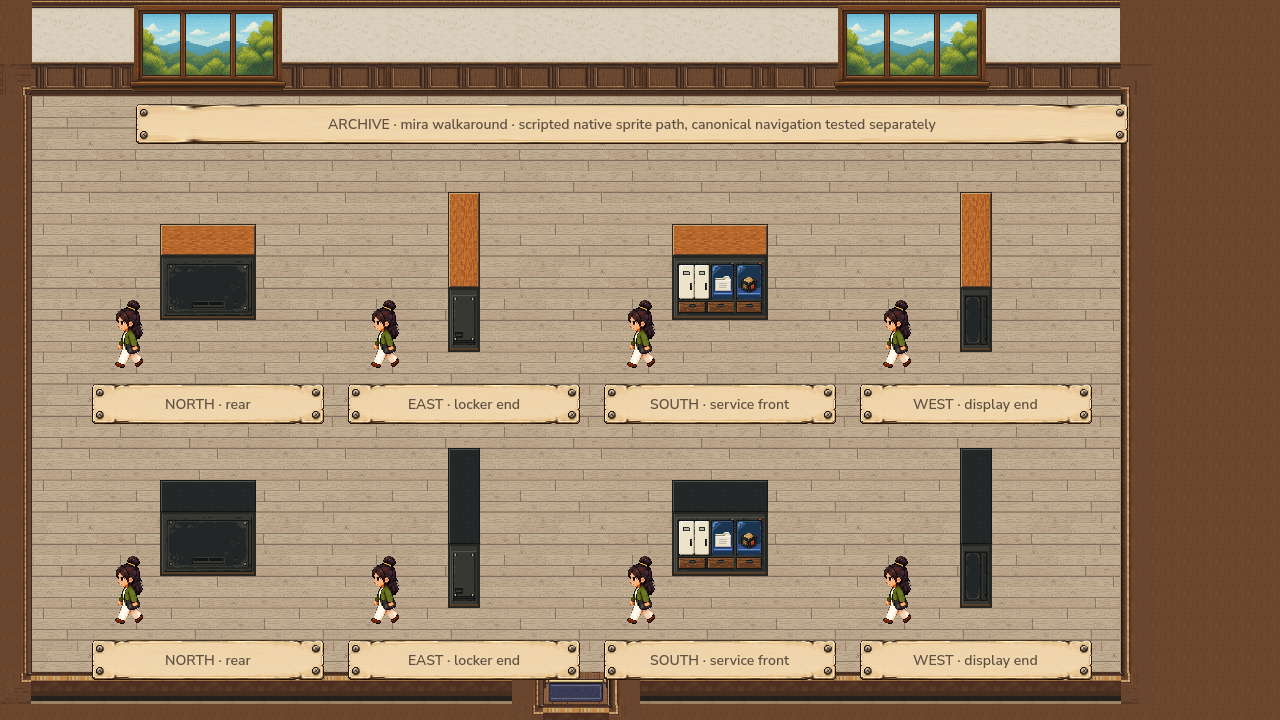 ARCHIVE · mira walkaround · scripted native sprite path, canonical navigation tested separately
NORTH · rear
EAST · locker end
SOUTH · service front
WEST · display end
NORTH · rear
EAST · locker end
SOUTH · service front
WEST · display end